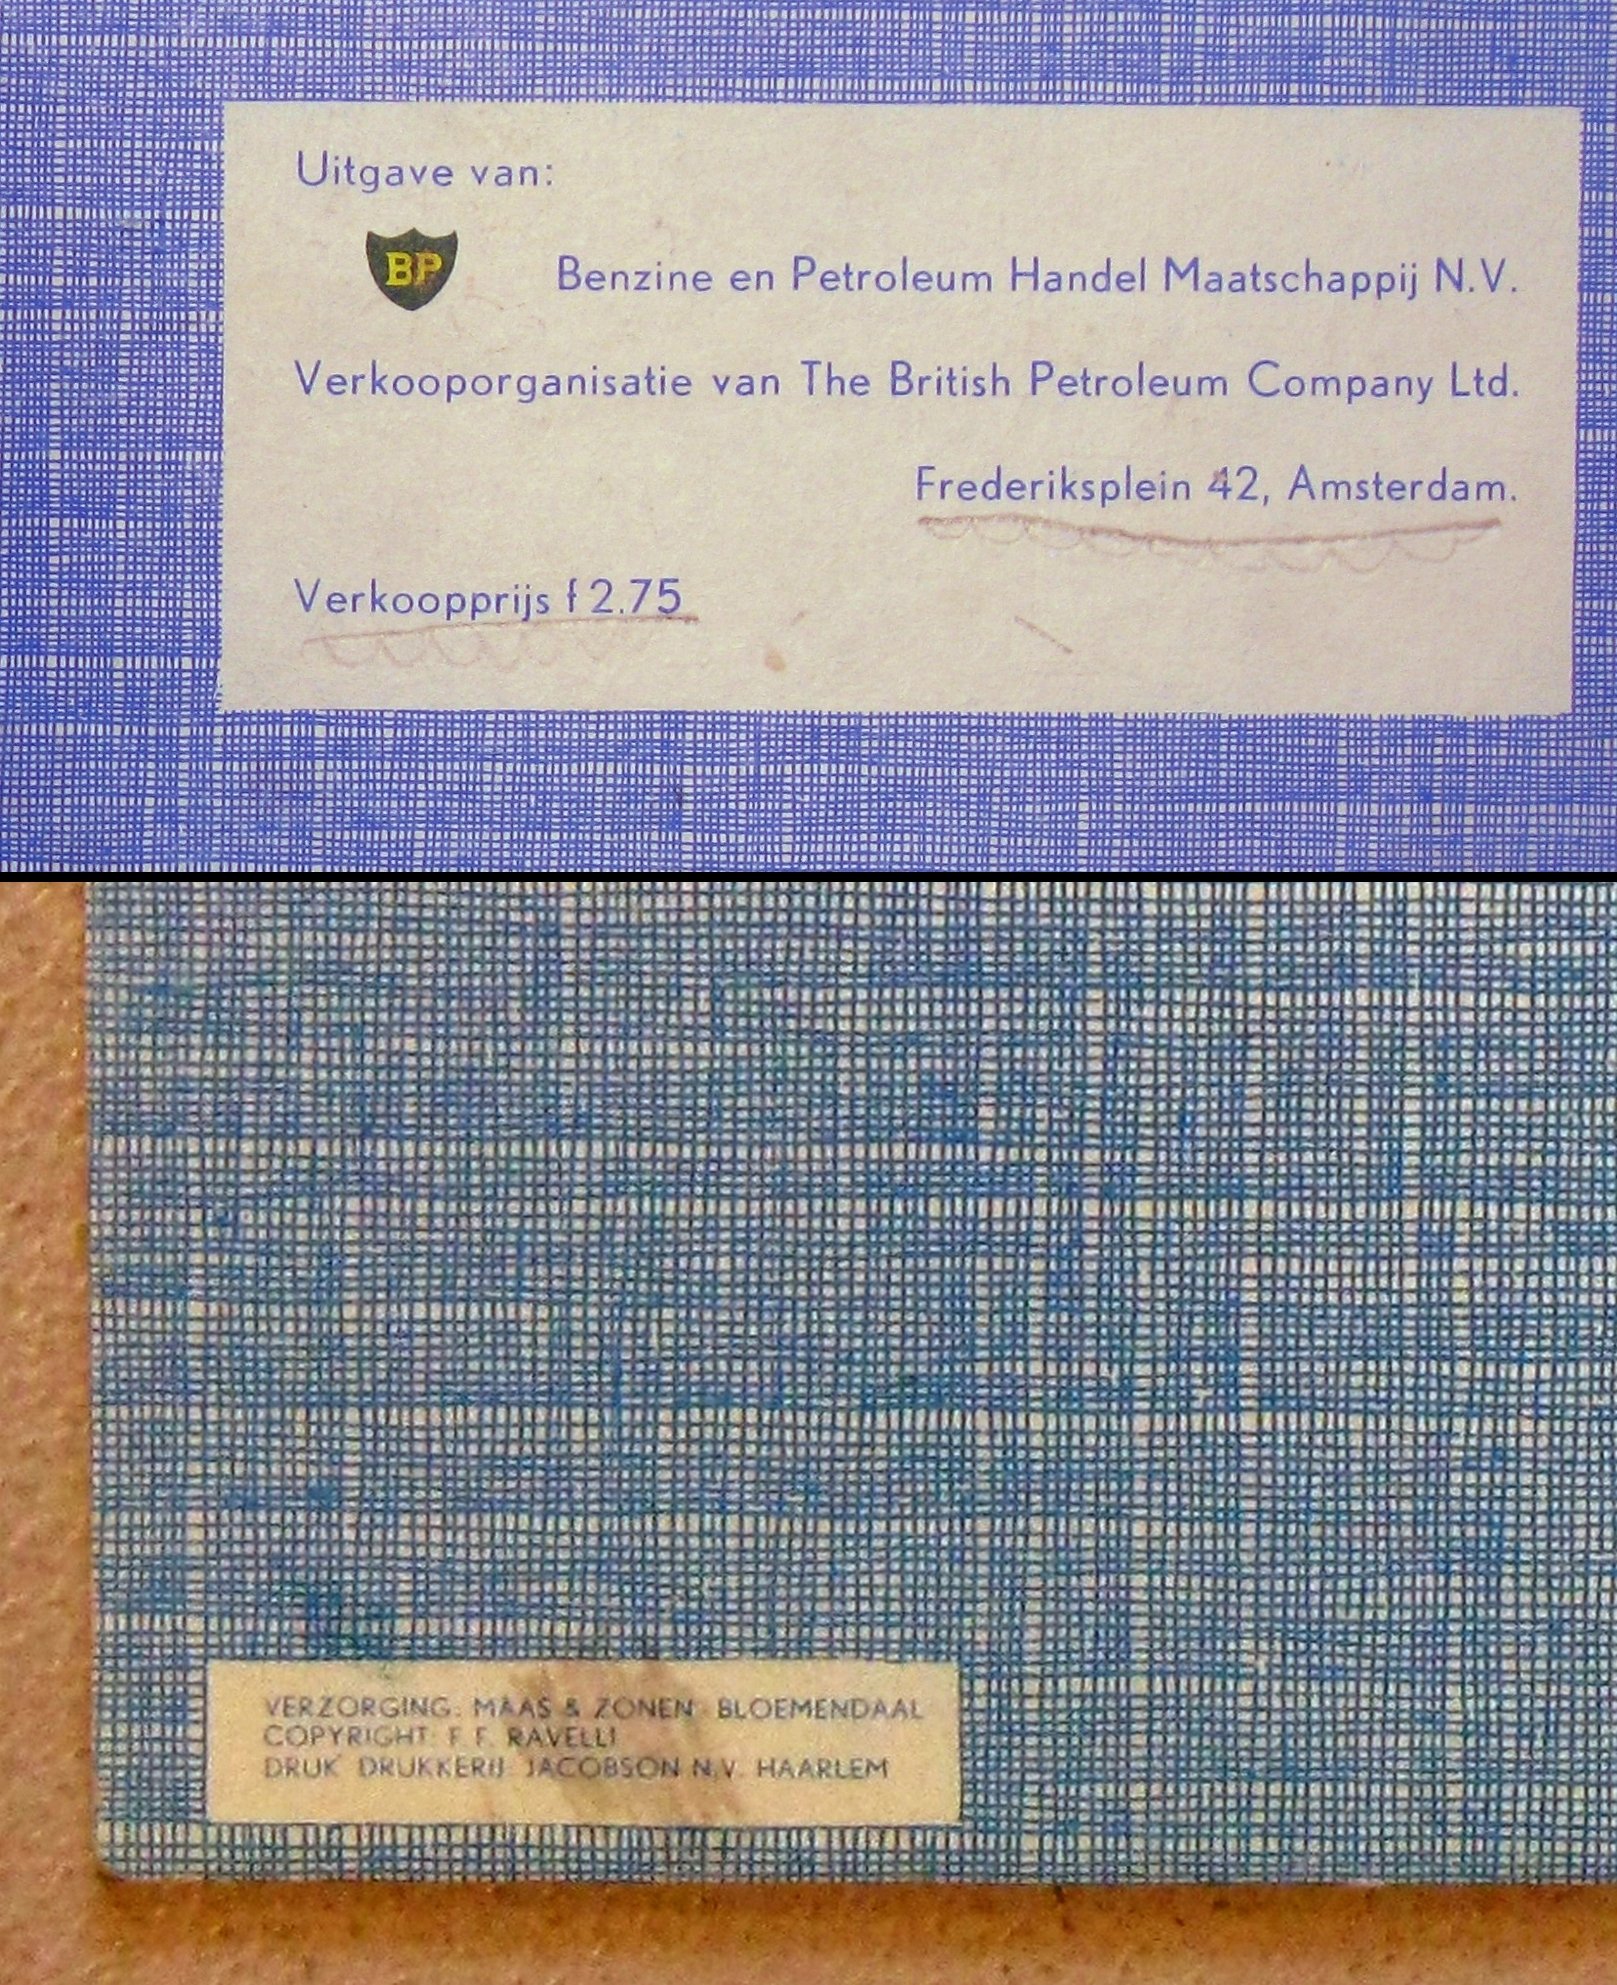 Uitgave van:
BP
Benzine en Petroleum Handel Maatschappij N.V.
Verkooporganisatie van The British Petroleum Company Ltd.
Frederiksplein 42, Amsterdam.
Verkoopprijs f 2.75
VERZORGING: MAAS & ZONEN - BLOEMENDAAL
COPYRIGHT: F. F. RAVELLI
DRUK DRUKKERIJ JACOBSON N.V. HAARLEM